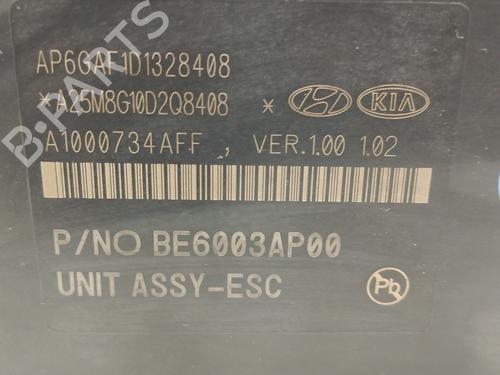 AP6GAF1D1328408
*A25M8G10D2Q8408 *
KIA
A1000734AFF , VER.1.00 1.02
P/NO BE6003AP00
UNIT ASSY-ESC
Pb
B-PARTS